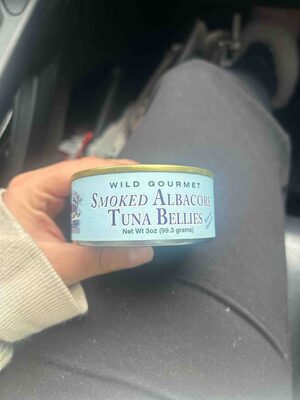 WILD GOURMET
SMOKED ALBACORE
TUNA BELLIES
Net Wt 3oz (99.3 grams)